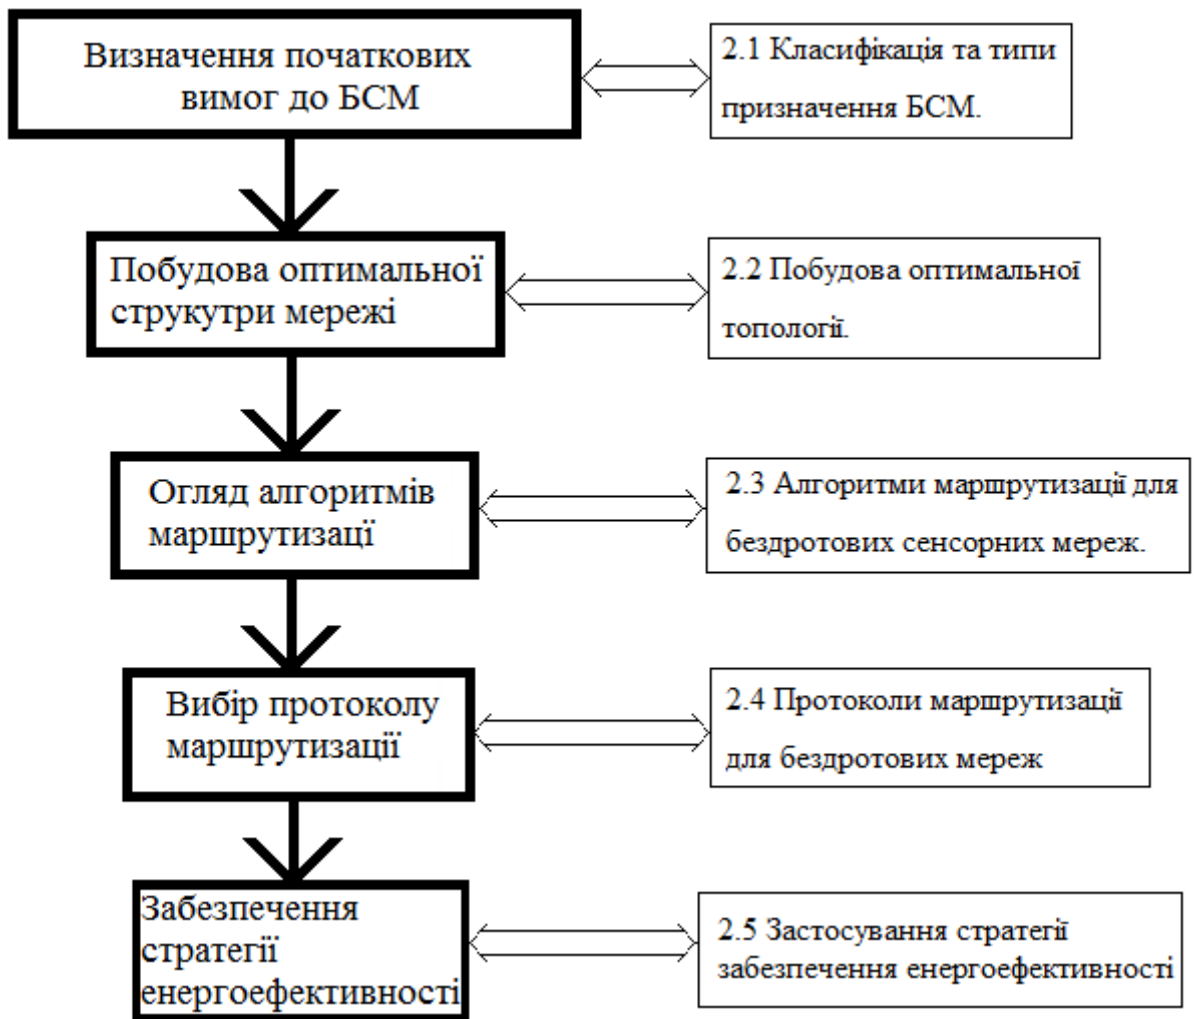 Визначення початкових
вимог до БСМ
2.1 Класифікація та типи
призначення БСМ.
Побудова оптимальної
струкутри мережі
2.2 Побудова оптимальної
топології.
Огляд алгоритмів
маршрутизаці
2.3 Алгоритми маршрутизації для
бездротових сенсорних мереж.
Вибір протоколу
маршрутизації
2.4 Протоколи маршрутизації
для бездротових мереж
Забезпечення
стратегії
енергоефективності
2.5 Застосування стратегії
забезпечення енергоефективності